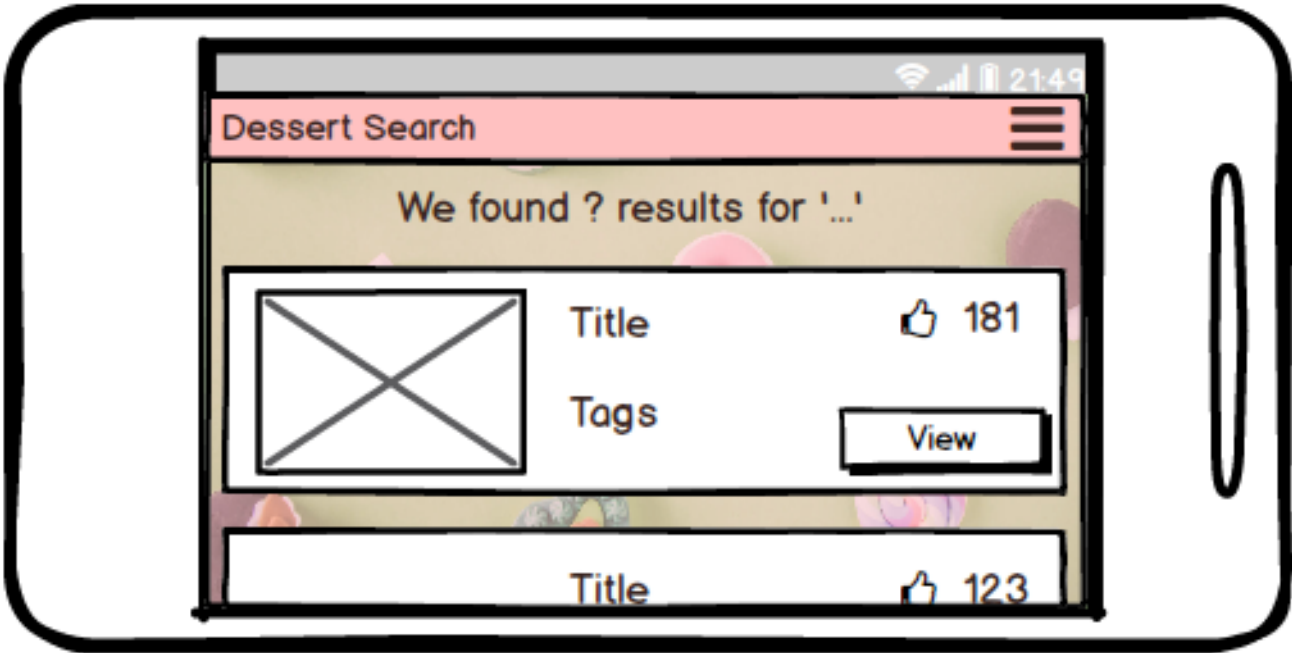 21:49
Dessert Search
We found ? results for '...'
Title
181
Tags
View
Title
123